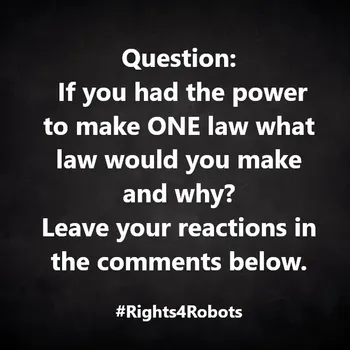 Question:
If you had the power
to make ONE law what
law would you make
and why?
Leave your reactions in
the comments below.
#Rights4Robots